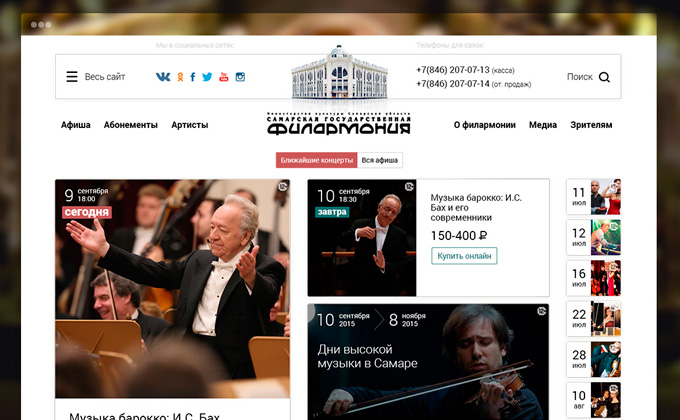 Мы в социальных сетях:
Телефоны для связи:
Весь сайт
+7(846) 207-07-13 (касса)
+7(846) 207-07-14 (от. продаж)
Поиск
Министерство культуры Самарской области
САМАРСКАЯ ГОСУДАРСТВЕННАЯ
ФИЛАРМОНИЯ
Афиша
Абонементы
Артисты
О филармонии
Медиа
Зрителям
Ближайшие концерты
Вся афиша
9 сентября
18:00
сегодня
Музыка барокко: И.С. Бах
10 сентября
18:30
завтра
Музыка барокко: И.С.
Бах и его
современники
150-400 ₽
Купить онлайн
10 сентября 2015
8 ноября 2015
Дни высокой
музыки в Самаре
11
июл
12
июл
16
июл
22
июл
28
июл
10
авг